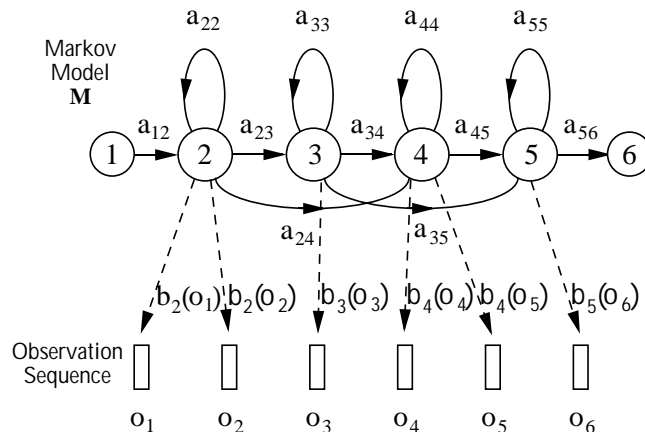 a₂₂ a₃₃ a₄₄ a₅₅
Markov
Model
M
a₁₂ a₂₃ a₃₄ a₄₅ a₅₆
1 2 3 4 5 6
a₂₄ a₃₅
b₂(o₁) b₂(o₂) b₃(o₃) b₄(o₄) b₄(o₅) b₅(o₆)
Observation
Sequence
o₁ o₂ o₃ o₄ o₅ o₆